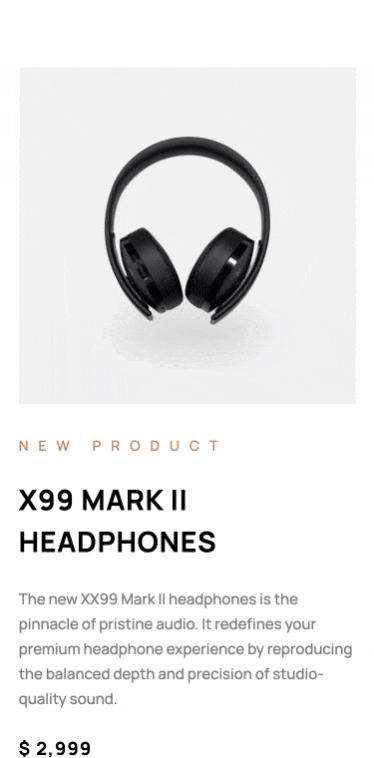 NEW PRODUCT
X99 MARK II
HEADPHONES
The new XX99 Mark II headphones is the
pinnacle of pristine audio. It redefines your
premium headphone experience by reproducing
the balanced depth and precision of studio-
quality sound.
$ 2,999